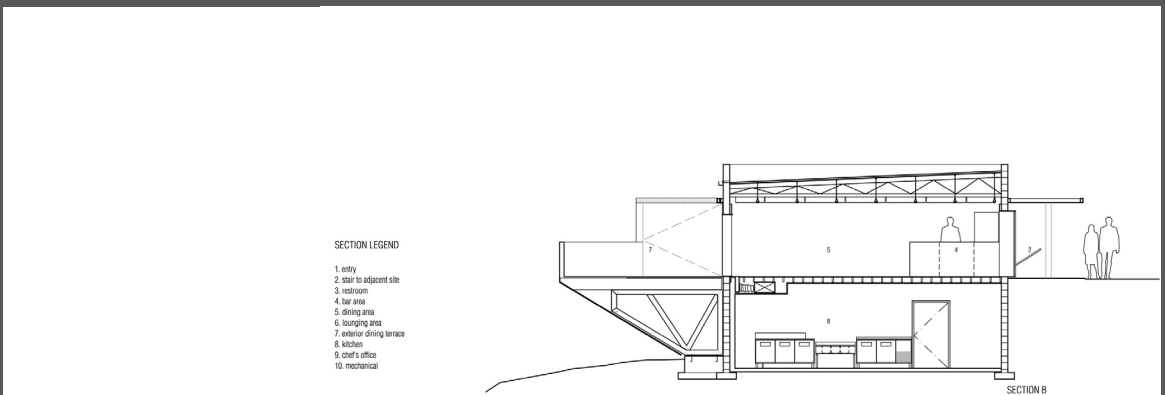 SECTION LEGEND
1. entry
2. stair to adjacent site
3. restroom
4. bar area
5. dining area
6. lounging area
7. exterior dining terrace
8. kitchen
9. chef's office
10. mechanical
7
5
4
2
8
SECTION B